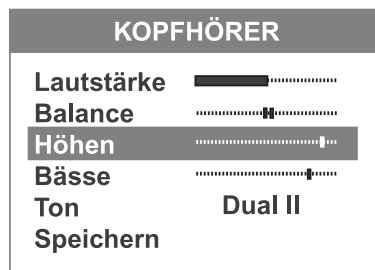 KOPFHÖRER
Lautstärke
Balance
Höhen
Bässe
Ton Dual II
Speichern